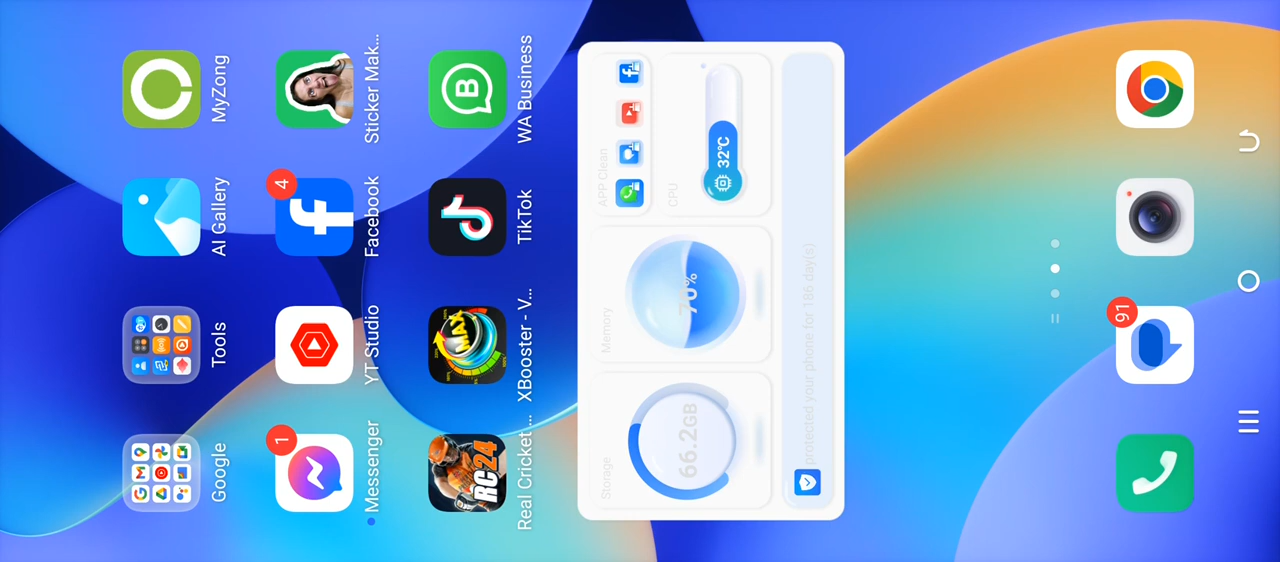 Google
Tools
AI Gallery
MyZong
1
4
Messenger
YT Studio
Facebook
Sticker Mak...
RC24
MAX
B
Real Cricket ...
XBooster - V...
TikTok
WA Business
Storage
Memory
APP Clean
66.2GB
CPU
32°C
protected your phone for 186 day(s)
91